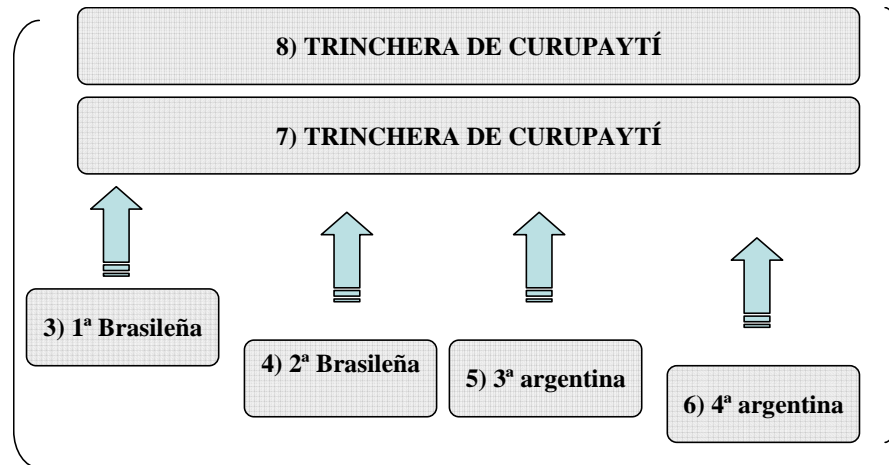 8) TRINCHERA DE CURUPAYTÍ
7) TRINCHERA DE CURUPAYTÍ
3) 1ª Brasileña
4) 2ª Brasileña
5) 3ª argentina
6) 4ª argentina